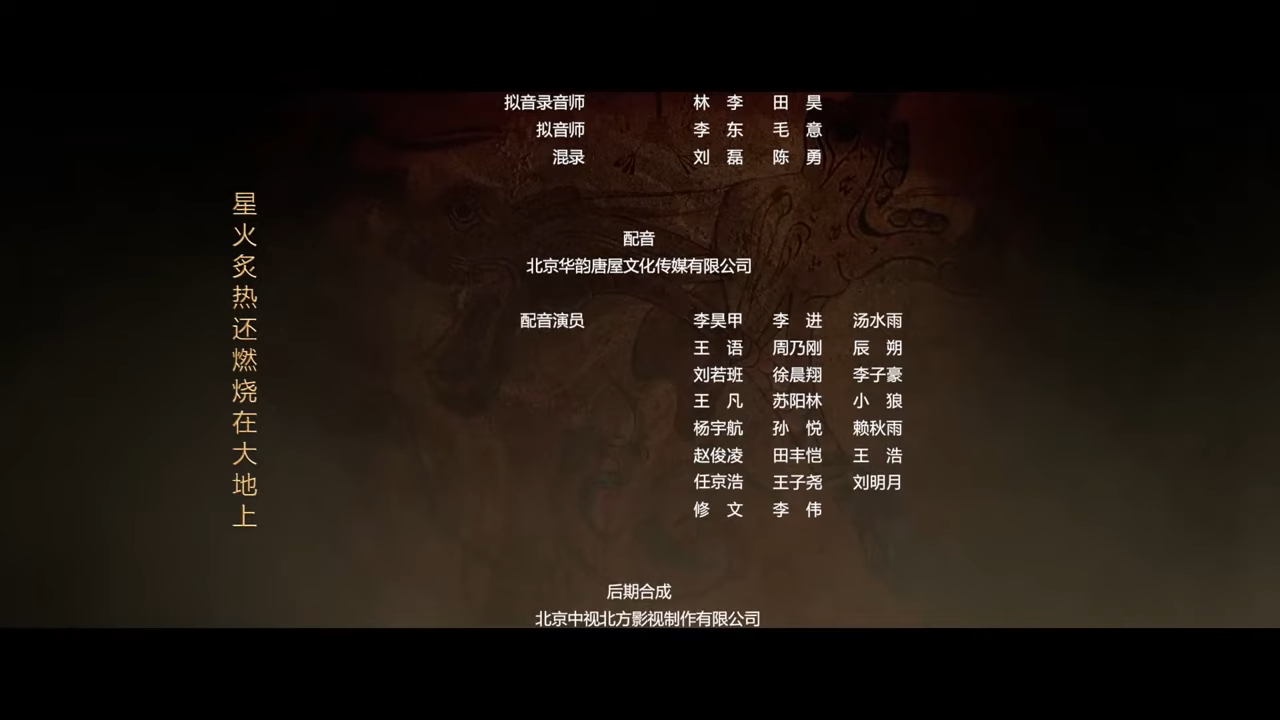 拟音录音师 林 李 田 昊
拟音师 李 东 毛 意
混录 刘 磊 陈 勇
星火炙热还燃烧在大地上
配音
北京华韵唐屋文化传媒有限公司
配音演员 李昊甲 李 进 汤水雨
王 语 周乃刚 辰 朔
刘若班 徐晨翔 李子豪
王 凡 苏阳林 小 狼
杨宇航 孙 悦 赖秋雨
赵俊凌 田丰恺 王 浩
任京浩 王子尧 刘明月
修 文 李 伟
后期合成
北京中视北方影视制作有限公司